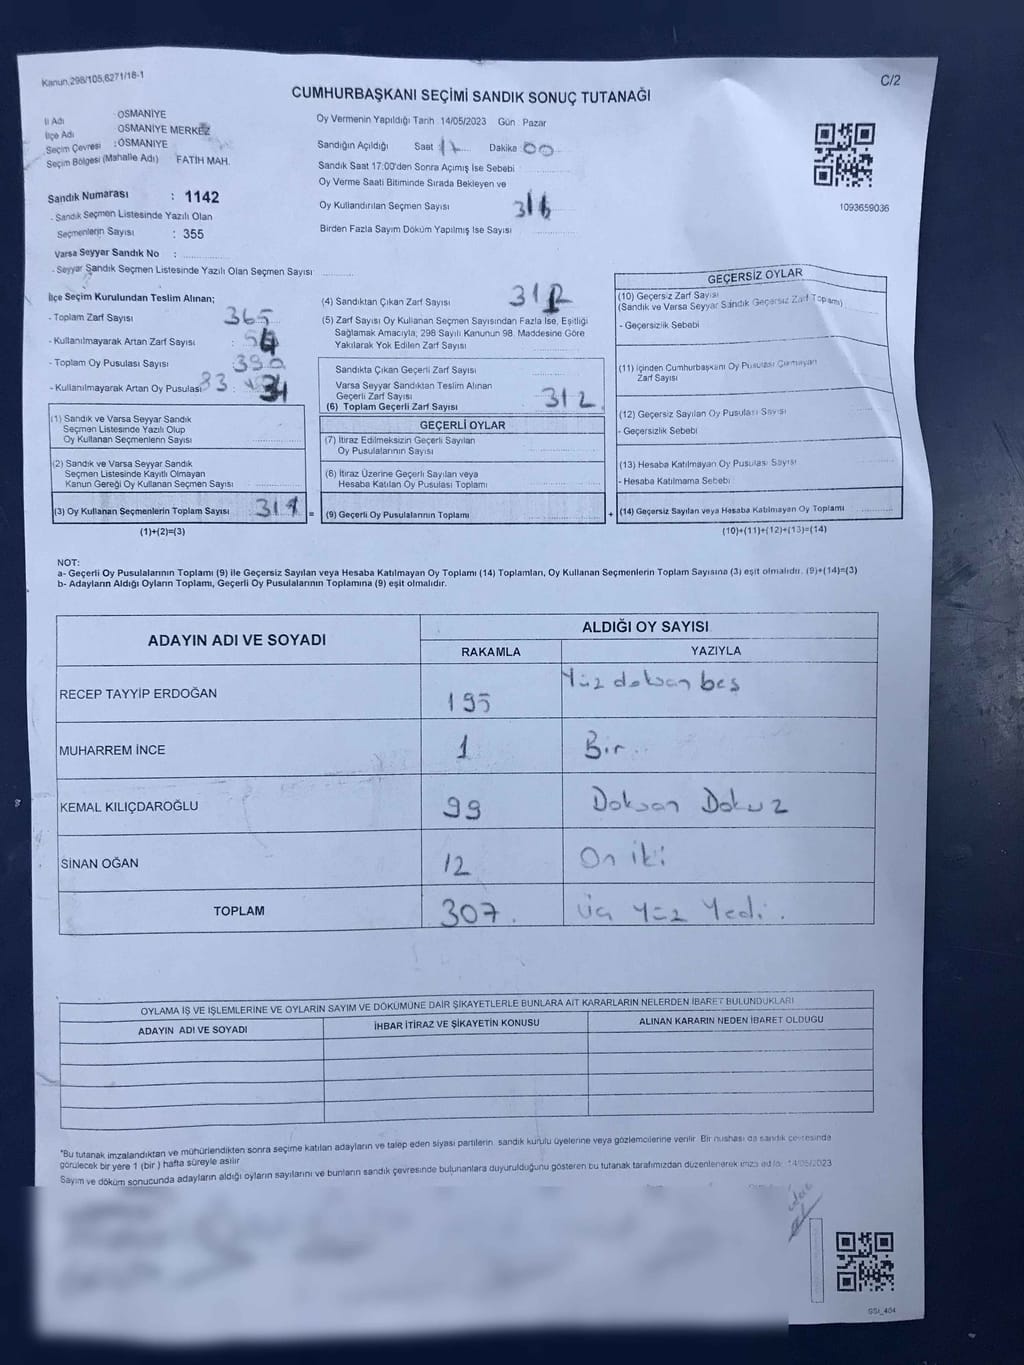 Kanun.298/105,6271/16-1
C/2
CUMHURBAŞKANI SEÇİMİ SANDIK SONUÇ TUTANAĞI
İl Adı OSMANİYE
İlçe Adı OSMANİYE MERKEZ
Seçim Çevresi : OSMANİYE
Seçim Bölgesi (Mahalle Adı) FATİH MAH.
Sandık Numarası : 1142
- Sandık Seçmen Listesinde Yazılı Olan
Seçmenlerin Sayısı : 355
Varsa Seyyar Sandık No :
- Seyyar Sandık Seçmen Listesinde Yazılı Olan Seçmen Sayısı
Oy Vermenin Yapıldığı Tarih 14/05/2023 Gün Pazar
Sandığın Açıldığı Saat Dakika 00
Sandık Saat 17:00'den Sonra Açımış İse Sebebi
Oy Verme Saati Bitiminde Sırada Bekleyen ve
Oy Kullandırılan Seçmen Sayısı 316
Birden Fazla Sayım Döküm Yapılmış İse Sayısı
1093659036
İlçe Seçim Kurulundan Teslim Alınan;
- Toplam Zarf Sayısı 365
- Kullanılmayarak Artan Zarf Sayısı :
- Toplam Oy Pusulası Sayısı
- Kullanılmayarak Artan Oy Pusulası :
(1) Sandık ve Varsa Seyyar Sandık
Seçmen Listesinde Yazılı Olup
Oy Kullanan Seçmenlerin Sayısı
(2) Sandık ve Varsa Seyyar Sandık
Seçmen Listesinde Kayıtlı Olmayan
Kanun Gereği Oy Kullanan Seçmen Sayısı
(3) Oy Kullanan Seçmenlerin Toplam Sayısı =
(1)+(2)=(3)
(4) Sandıktan Çıkan Zarf Sayısı 312
(5) Zarf Sayısı Oy Kullanan Seçmen Sayısından Fazla İse, Eşitliği
Sağlamak Amacıyla; 298 Sayılı Kanunun 98. Maddesine Göre
Yakılarak Yok Edilen Zarf Sayısı
Sandıkta Çıkan Geçerli Zarf Sayısı
Varsa Seyyar Sandıktan Teslim Alınan
Geçerli Zarf Sayısı
(6) Toplam Geçerli Zarf Sayısı 312
GEÇERLİ OYLAR
(7) İtiraz Edilmeksizin Geçerli Sayılan
Oy Pusulalarının Sayısı
(8) İtiraz Üzerine Geçerli Sayılan veya
Hesaba Katılan Oy Pusulası Toplamı
(9) Geçerli Oy Pusulalarının Toplamı +
GEÇERSİZ OYLAR
(10) Geçersiz Zarf Sayısı
(Sandık ve Varsa Seyyar Sandık Geçersiz Zarf Toplamı)
- Geçersizlik Sebebi
(11) İçinden Cumhurbaşkanı Oy Pusulası Çıkmayan
Zarf Sayısı
(12) Geçersiz Sayılan Oy Pusulası Sayısı
- Geçersizlik Sebebi
(13) Hesaba Katılmayan Oy Pusulası Sayısı
- Hesaba Katılmama Sebebi
(14) Geçersiz Sayılan veya Hesaba Katılmayan Oy Toplamı
(10)+(11)+(12)+(13)=(14)
NOT:
a- Geçerli Oy Pusulalarının Toplamı (9) ile Geçersiz Sayılan veya Hesaba Katılmayan Oy Toplamı (14) Toplamları, Oy Kullanan Seçmenlerin Toplam Sayısına (3) eşit olmalıdır. (9)+(14)=(3)
b- Adayların Aldığı Oyların Toplamı, Geçerli Oy Pusulalarının Toplamına (9) eşit olmalıdır.
ADAYIN ADI VE SOYADI ALDIĞI OY SAYISI
RAKAMLA YAZIYLA
RECEP TAYYİP ERDOĞAN 195 Yüz doksan beş
MUHARREM İNCE 1 Bir
KEMAL KILIÇDAROĞLU 99 Doksan Dokuz
SİNAN OĞAN 12 On iki
TOPLAM 307. Üç Yüz Yedi.
OYLAMA İŞ VE İŞLEMLERİNE VE OYLARIN SAYIM VE DÖKÜMÜNE DAİR ŞİKAYETLERLE BUNLARA AİT KARARLARIN NELERDEN İBARET BULUNDUKLARI
ADAYIN ADI VE SOYADI İHBAR İTİRAZ VE ŞİKAYETİN KONUSU ALINAN KARARIN NEDEN İBARET OLDUGU
*Bu tutanak imzalandıktan ve mühürlendikten sonra seçime katılan adayların ve talep eden siyasi partilerin, sandık kurulu üyelerine veya gözlemcilerine verilir. Bir nushası da sandık çevresinde
görülecek bir yere 1 (bir) hafta süreyle asılır
Sayım ve döküm sonucunda adayların aldığı oyların sayılarını ve bunların sandık çevresinde bulunanlara duyurulduğunu gösteren bu tutanak tarafımızdan düzenlenerek imza edildi 14/05/2023
GSI_404